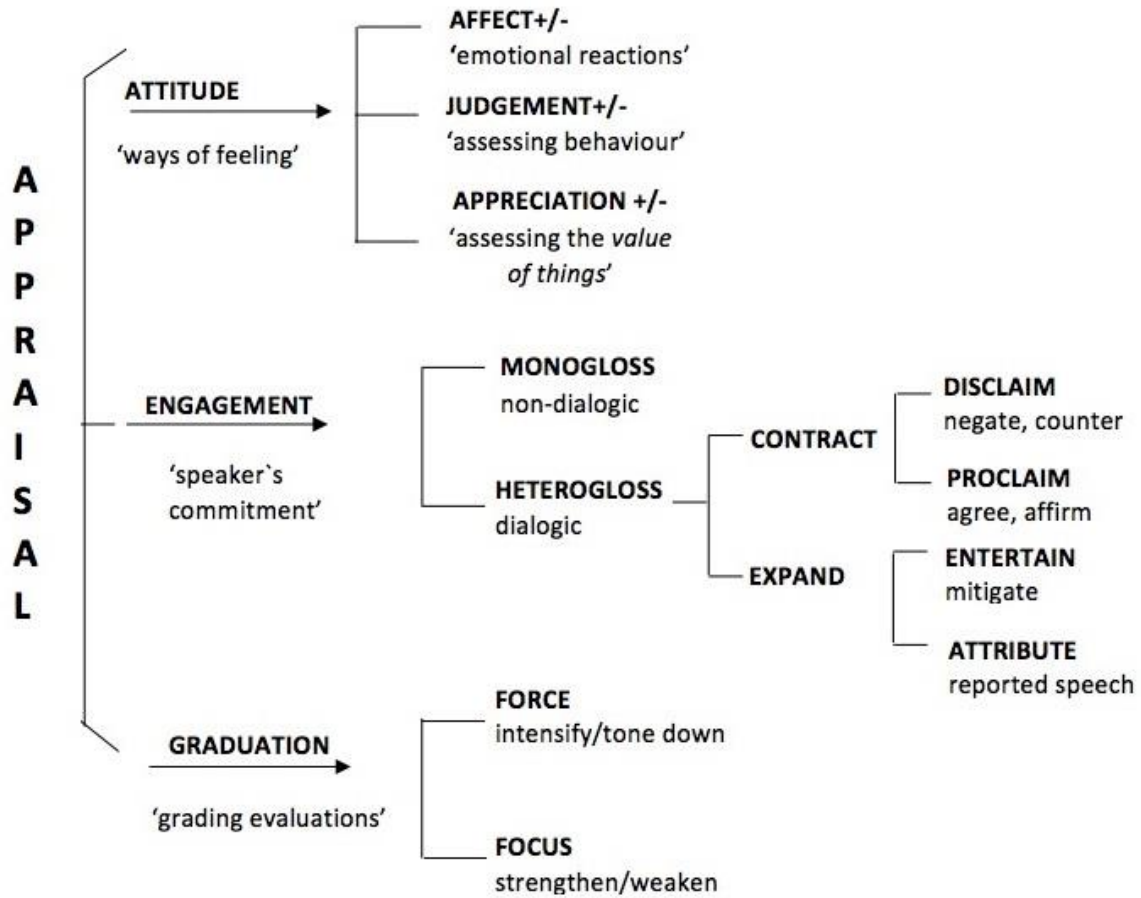 APPRAISAL
ATTITUDE
‘ways of feeling’
AFFECT+/-
‘emotional reactions’
JUDGEMENT+/-
‘assessing behaviour’
APPRECIATION +/-
‘assessing the value
of things’
ENGAGEMENT
‘speaker`s
commitment’
MONOGLOSS
non-dialogic
HETEROGLOSS
dialogic
CONTRACT
DISCLAIM
negate, counter
PROCLAIM
agree, affirm
EXPAND
ENTERTAIN
mitigate
ATTRIBUTE
reported speech
GRADUATION
‘grading evaluations’
FORCE
intensify/tone down
FOCUS
strengthen/weaken